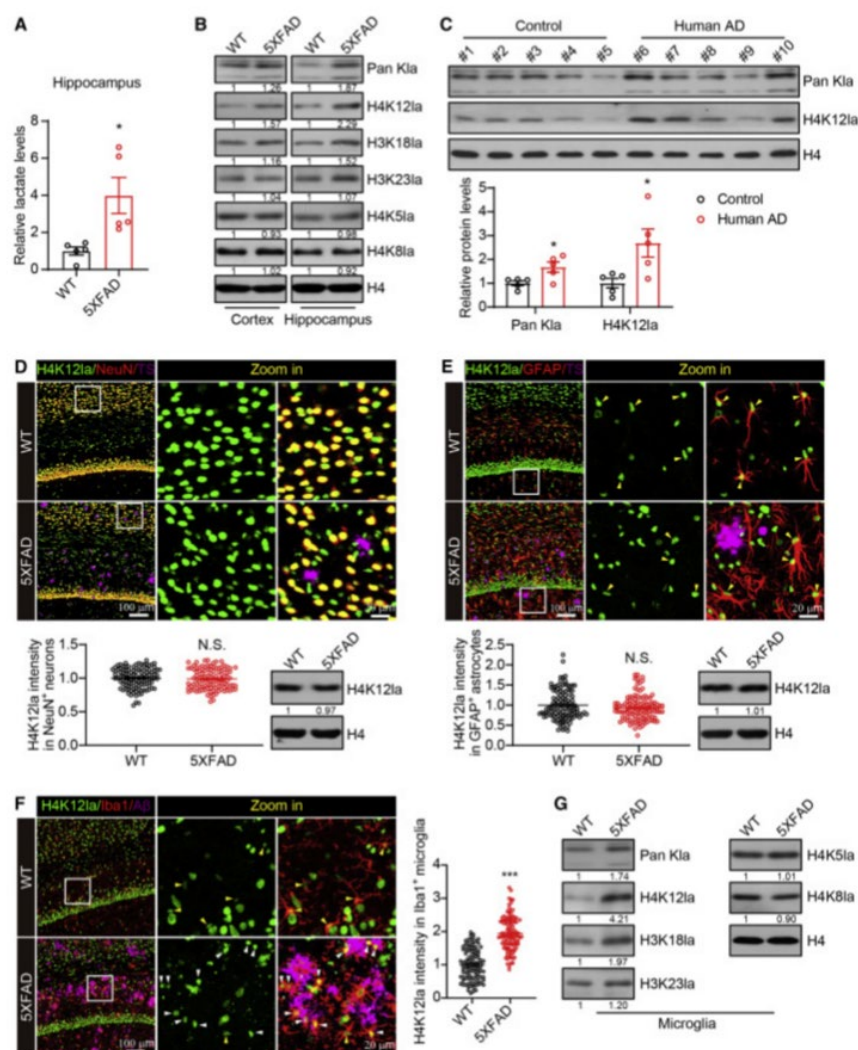 A
Hippocampus
Relative lactate levels
8
6
4
2
0
*
WT
5XFAD
B
WT
5XFAD
WT
5XFAD
Pan Kla
1 1.26 1 1.87
H4K12la
1 1.57 1 2.29
H3K18la
1 1.16 1 1.52
H3K23la
1 1.04 1 1.07
H4K5la
1 0.93 1 0.98
H4K8la
1 1.02 1 0.92
H4
Cortex Hippocampus
C
Control Human AD
#1 #2 #3 #4 #5 #6 #7 #8 #9 #10
Pan Kla
H4K12la
H4
Relative protein levels
5
4
3
2
1
0
*
*
Control
Human AD
Pan Kla H4K12la
D
H4K12la/NeuN/TS Zoom in
WT
5XFAD
100 μm
20 μm
H4K12la intensity
in NeuN+ neurons
1.5
1.0
0.5
0.0
N.S.
WT 5XFAD
WT
5XFAD
H4K12la
1 0.97
H4
E
H4K12la/GFAP/TS Zoom in
WT
5XFAD
100 μm
20 μm
H4K12la intensity
in GFAP+ astrocytes
2.5
2.0
1.5
1.0
0.5
0.0
N.S.
WT 5XFAD
WT
5XFAD
H4K12la
1 1.01
H4
F
H4K12la/Iba1/Aβ Zoom in
WT
5XFAD
100 μm
20 μm
H4K12la intensity in Iba1+ microglia
4
3
2
1
0
***
WT
5XFAD
G
WT
5XFAD
Pan Kla
1 1.74
H4K12la
1 4.21
H3K18la
1 1.97
H3K23la
1 1.20
WT
5XFAD
H4K5la
1 1.01
H4K8la
1 0.90
H4
Microglia